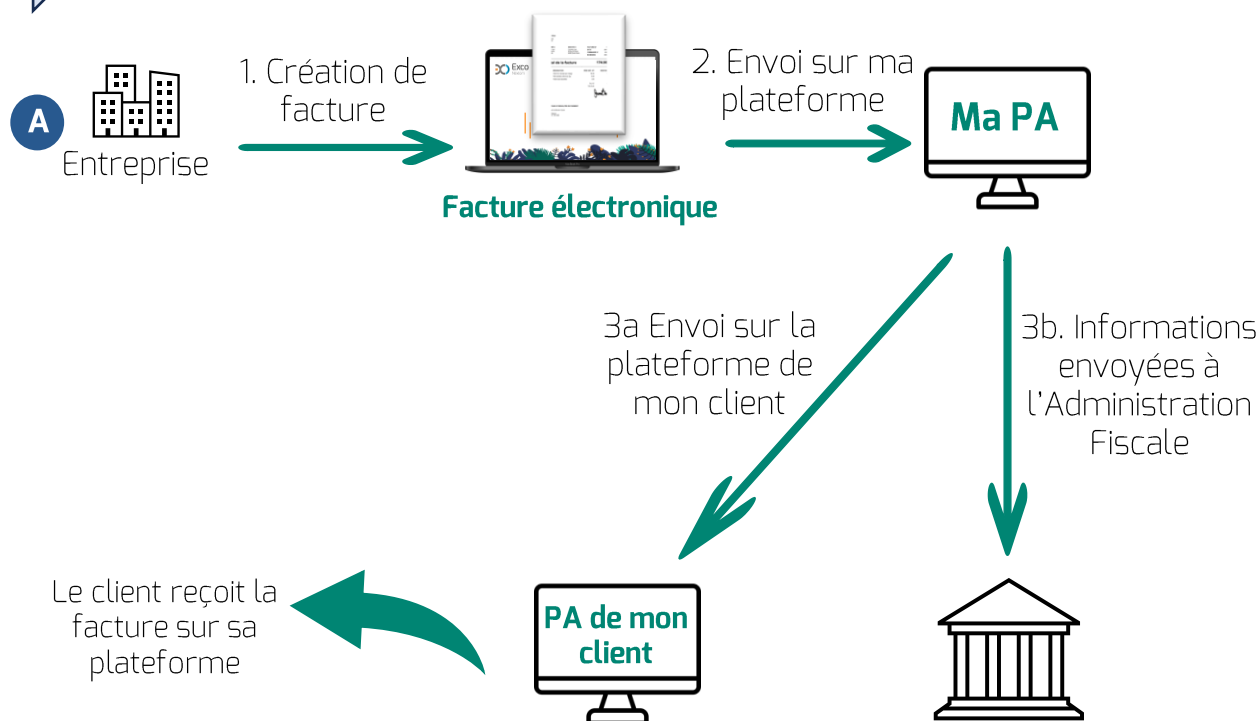 1. Création de
facture
2. Envoi sur ma
plateforme
A
Entreprise
Exco
Ma PA
Facture électronique
3a Envoi sur la
plateforme de
mon client
3b. Informations
envoyées à
l'Administration
Fiscale
Le client reçoit la
facture sur sa
plateforme
PA de mon
client